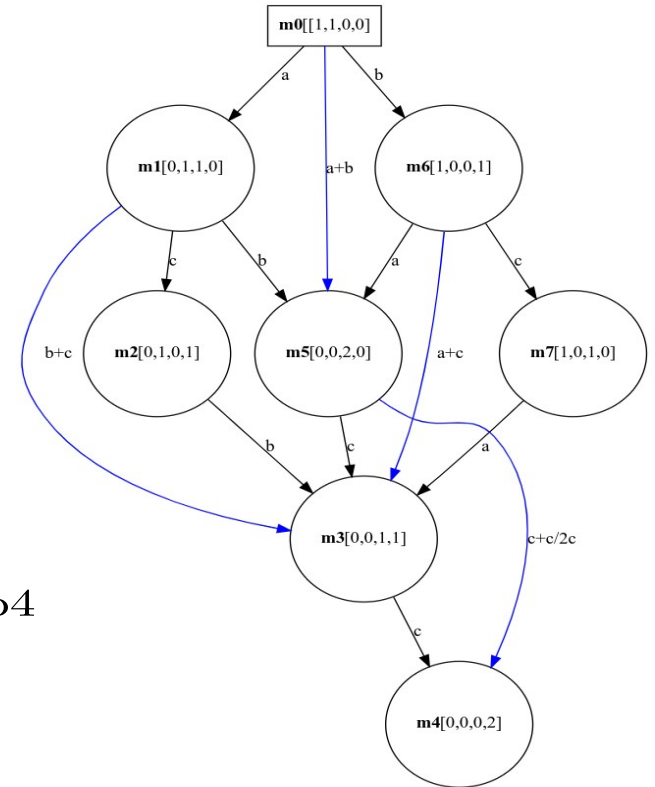 m0[[1,1,0,0]
a
b
m1[0,1,1,0]
a+b
m6[1,0,0,1]
c
b
a
c
b+c
m2[0,1,0,1]
m5[0,0,2,0]
a+c
m7[1,0,1,0]
b
c
a
m3[0,0,1,1]
c+c/2c
o4
c
m4[0,0,0,2]